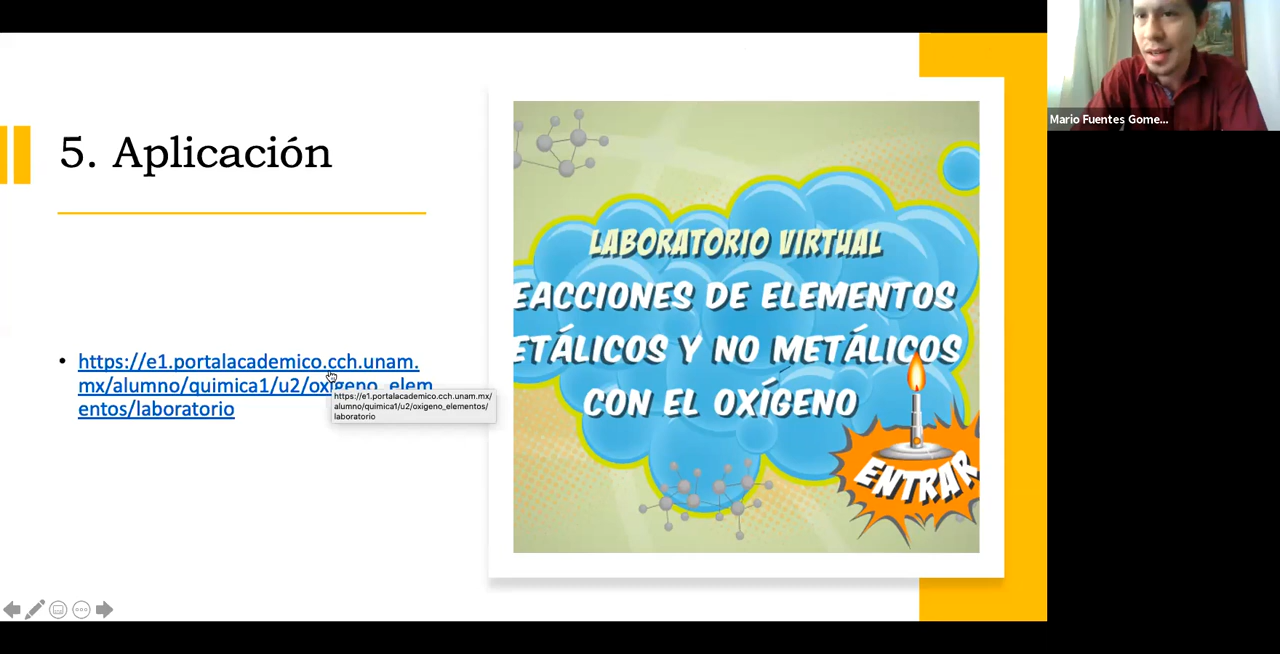 5. Aplicación
https://e1.portalacademico.cch.unam.
mx/alumno/quimica1/u2/oxigeno_elem
entos/laboratorio
https://e1.portalacademico.cch.unam.mx/
alumno/quimica1/u2/oxigeno_elementos/
laboratorio
LABORATORIO VIRTUAL
EACCIONES DE ELEMENTOS
ETÁLICOS Y NO METÁLICOS
CON EL OXÍGENO
ENTRAR
Mario Fuentes Gome...